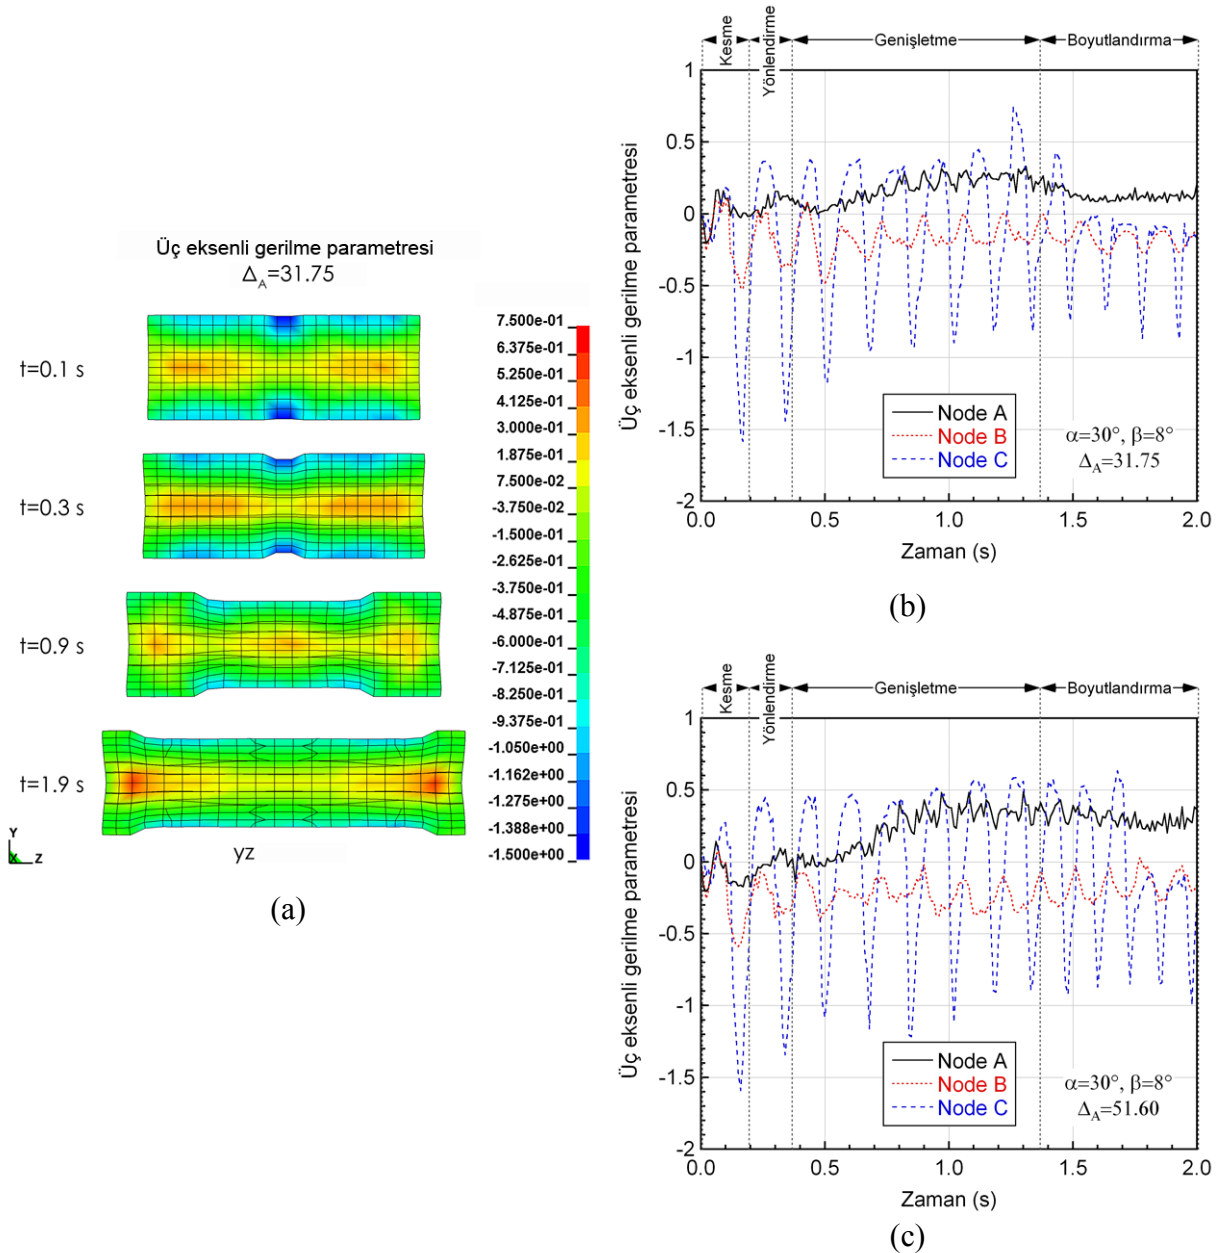 Üç eksenli gerilme parametresi
Δ_A=31.75
t=0.1 s
t=0.3 s
t=0.9 s
t=1.9 s
7.500e-01
6.375e-01
5.250e-01
4.125e-01
3.000e-01
1.875e-01
7.500e-02
-3.750e-02
-1.500e-01
-2.625e-01
-3.750e-01
-4.875e-01
-6.000e-01
-7.125e-01
-8.250e-01
-9.375e-01
-1.050e+00
-1.162e+00
-1.275e+00
-1.388e+00
-1.500e+00
Y
X
Z
yz
(a)
Kesme
Yönlendirme
Genişletme
Boyutlandırma
Üç eksenli gerilme parametresi
1
0.5
0
-0.5
-1
-1.5
-2
Node A
Node B
Node C
α=30°, β=8°
Δ_A=31.75
0.0 0.5 1.0 1.5 2.0
Zaman (s)
(b)
Kesme
Yönlendirme
Genişletme
Boyutlandırma
Üç eksenli gerilme parametresi
1
0.5
0
-0.5
-1
-1.5
-2
Node A
Node B
Node C
α=30°, β=8°
Δ_A=51.60
0.0 0.5 1.0 1.5 2.0
Zaman (s)
(c)